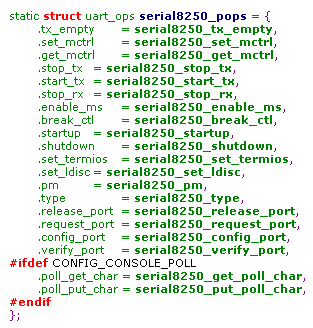 static struct uart_ops serial8250_pops = {
.tx_empty = serial8250_tx_empty,
.set_mctrl = serial8250_set_mctrl,
.get_mctrl = serial8250_get_mctrl,
.stop_tx = serial8250_stop_tx,
.start_tx = serial8250_start_tx,
.stop_rx = serial8250_stop_rx,
.enable_ms = serial8250_enable_ms,
.break_ctl = serial8250_break_ctl,
.startup = serial8250_startup,
.shutdown = serial8250_shutdown,
.set_termios = serial8250_set_termios,
.set_ldisc = serial8250_set_ldisc,
.pm = serial8250_pm,
.type = serial8250_type,
.release_port = serial8250_release_port,
.request_port = serial8250_request_port,
.config_port = serial8250_config_port,
.verify_port = serial8250_verify_port,
#ifdef CONFIG_CONSOLE_POLL
.poll_get_char = serial8250_get_poll_char,
.poll_put_char = serial8250_put_poll_char,
#endif
};